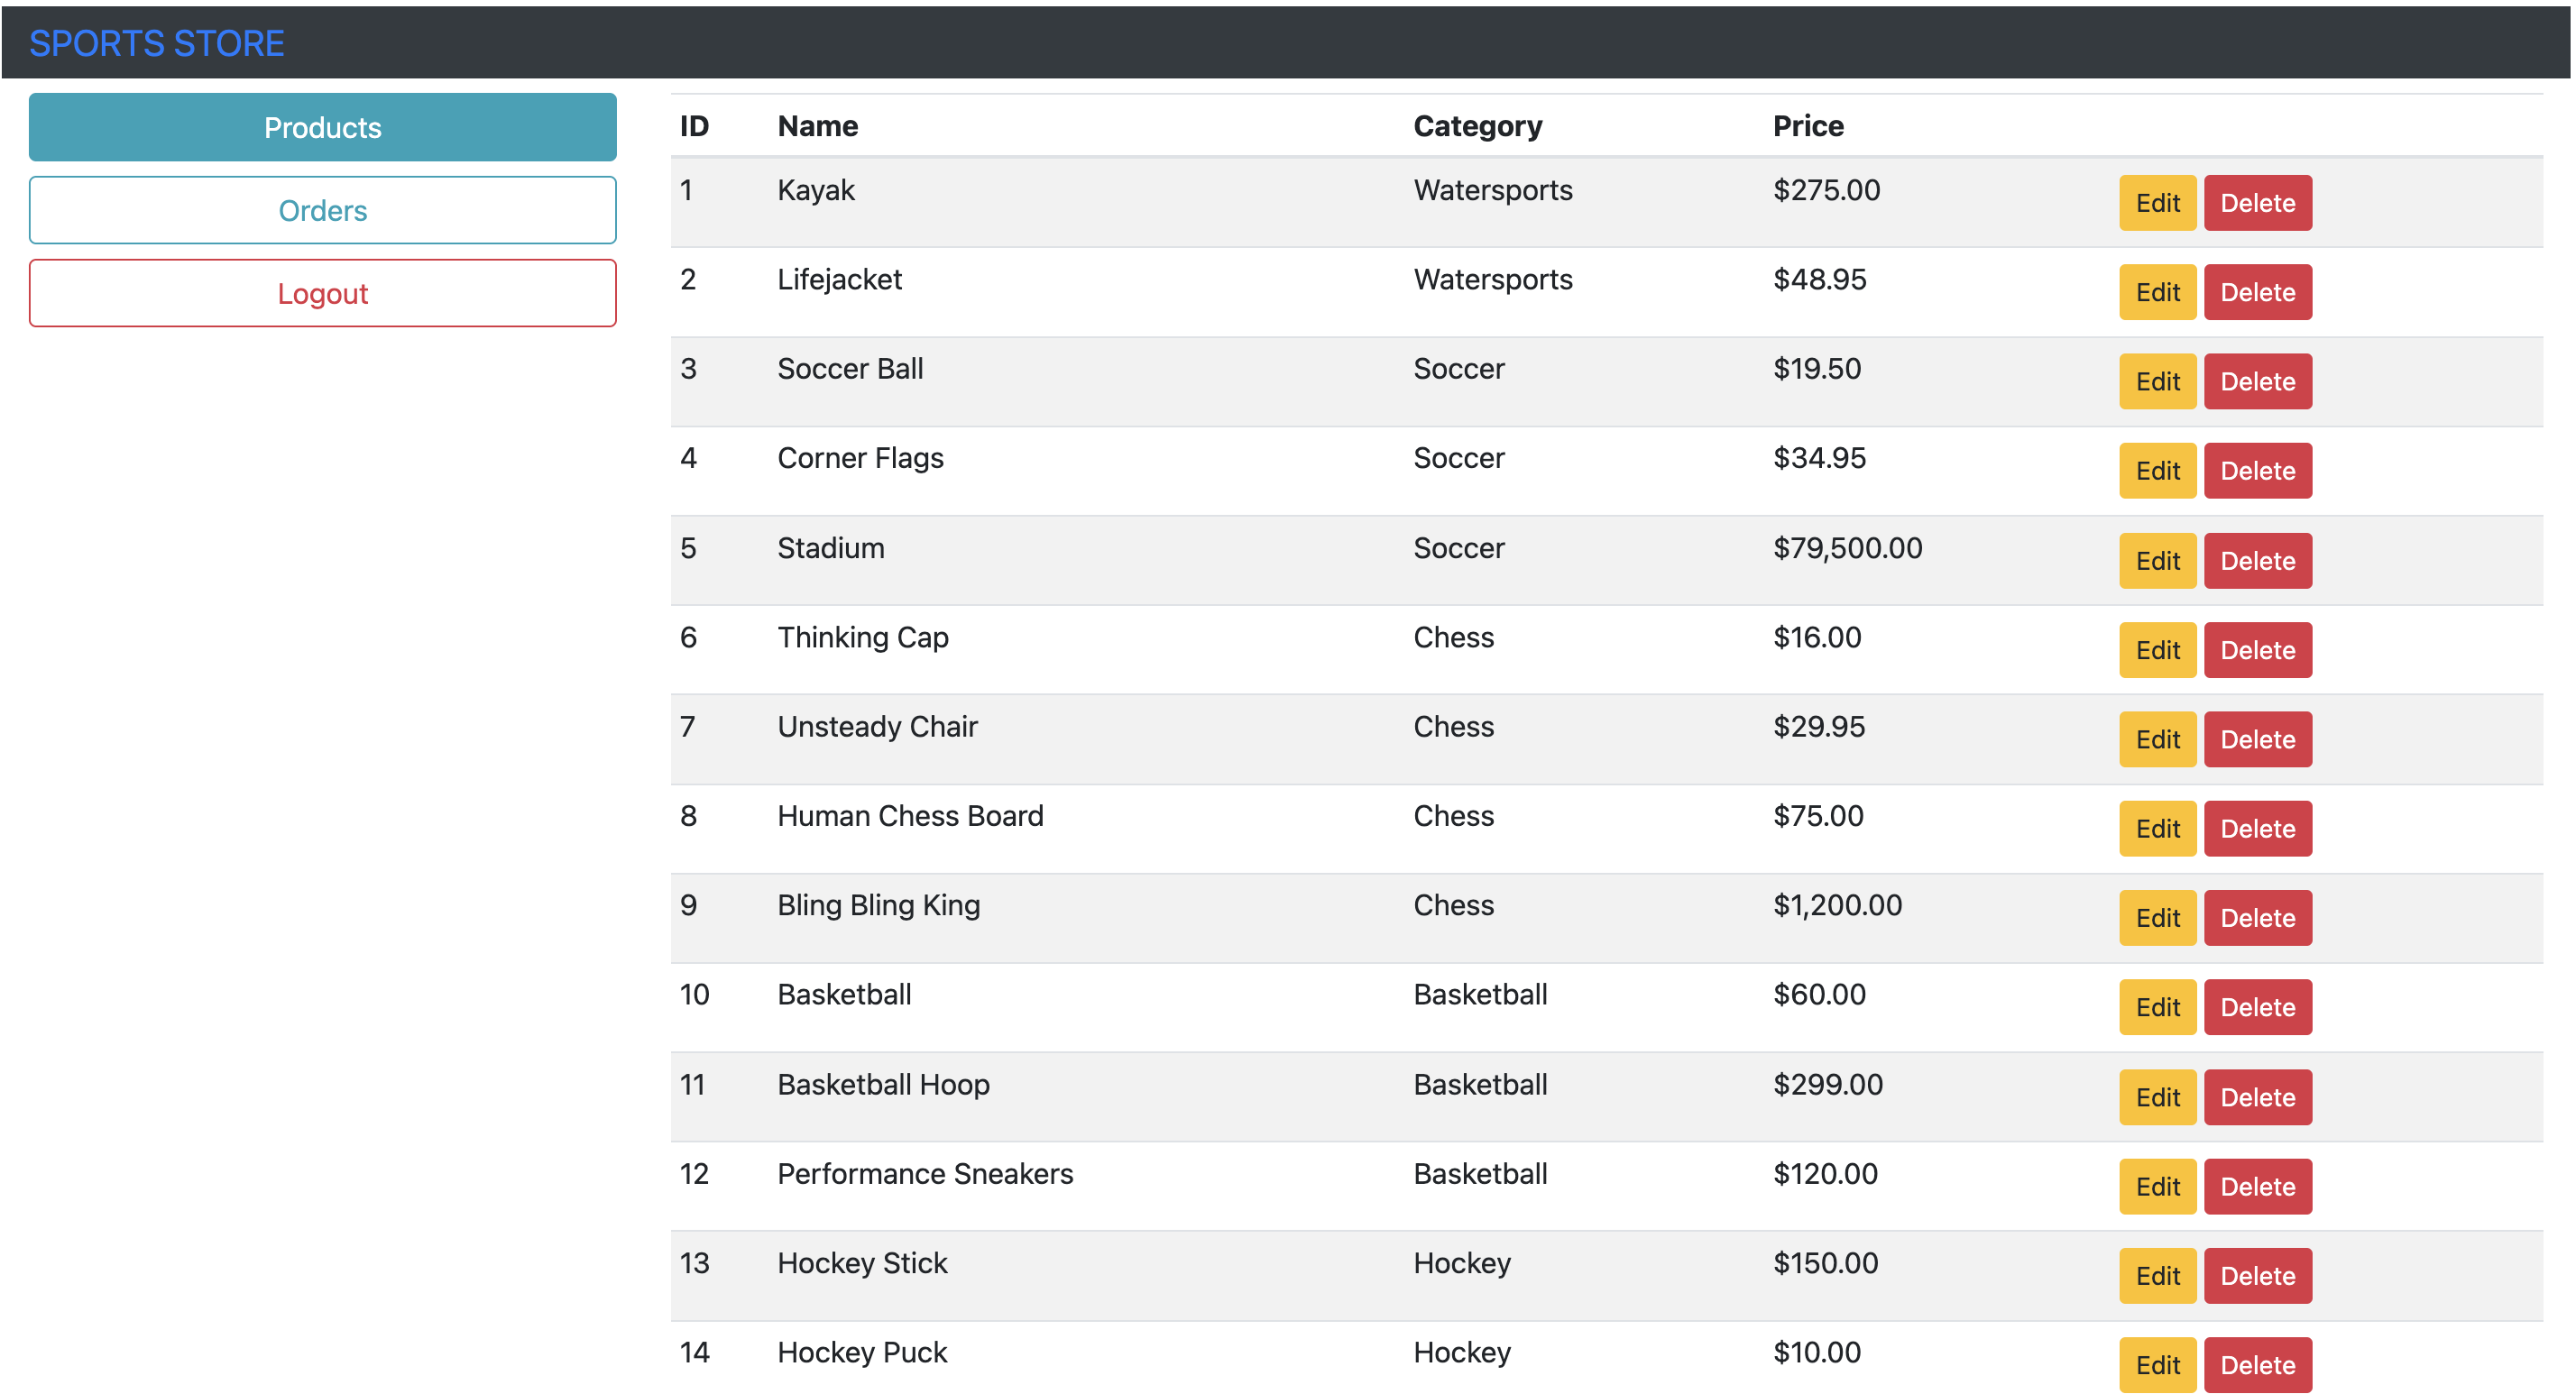 SPORTS STORE
Products
Orders
Logout
ID Name Category Price
1 Kayak Watersports $275.00 Edit Delete
2 Lifejacket Watersports $48.95 Edit Delete
3 Soccer Ball Soccer $19.50 Edit Delete
4 Corner Flags Soccer $34.95 Edit Delete
5 Stadium Soccer $79,500.00 Edit Delete
6 Thinking Cap Chess $16.00 Edit Delete
7 Unsteady Chair Chess $29.95 Edit Delete
8 Human Chess Board Chess $75.00 Edit Delete
9 Bling Bling King Chess $1,200.00 Edit Delete
10 Basketball Basketball $60.00 Edit Delete
11 Basketball Hoop Basketball $299.00 Edit Delete
12 Performance Sneakers Basketball $120.00 Edit Delete
13 Hockey Stick Hockey $150.00 Edit Delete
14 Hockey Puck Hockey $10.00 Edit Delete